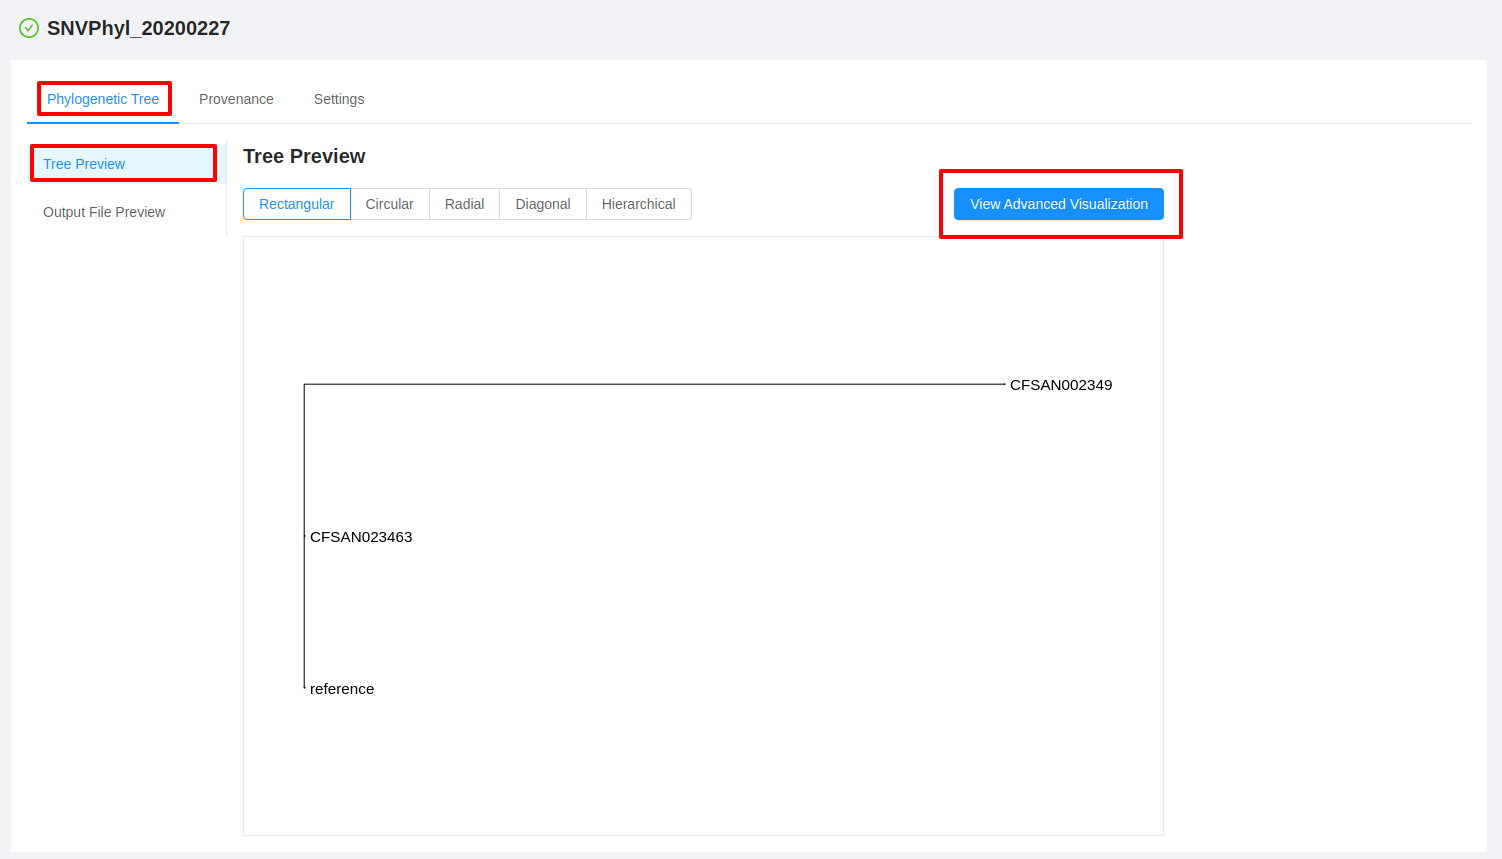 SNVPhyl_20200227
Phylogenetic Tree Provenance Settings
Tree Preview
Output File Preview
Tree Preview
Rectangular Circular Radial Diagonal Hierarchical View Advanced Visualization
CFSAN002349
CFSAN023463
reference